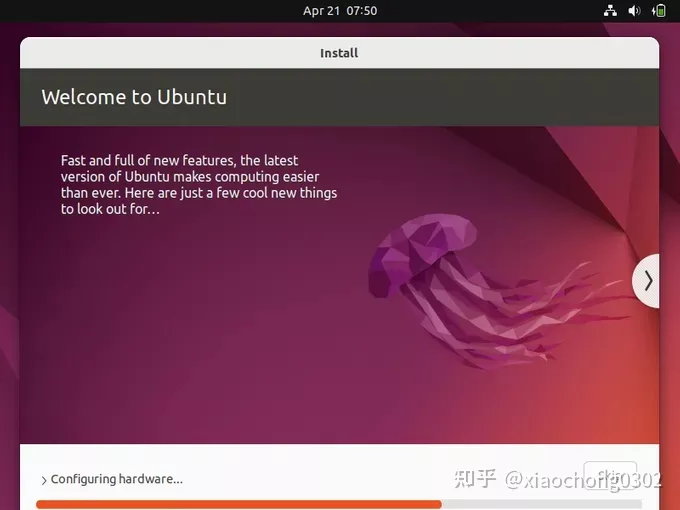 Apr 21 07:50
Install
Welcome to Ubuntu
Fast and full of new features, the latest
version of Ubuntu makes computing easier
than ever. Here are just a few cool new things
to look out for…
Configuring hardware...
Skip
知乎 @xiaochong0302